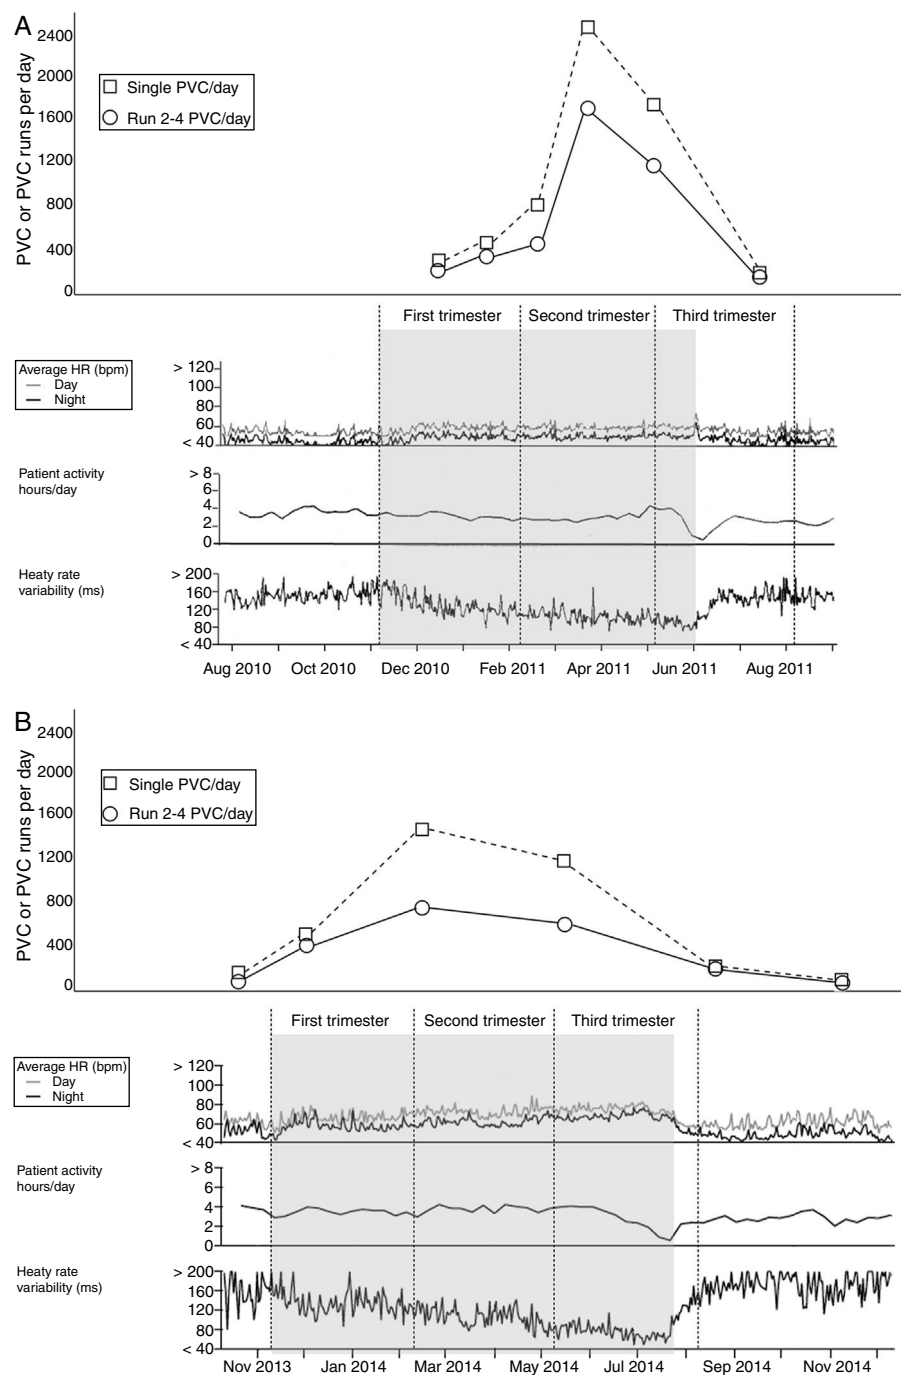 A
PVC or PVC runs per day
2400
2000
1600
1200
800
400
0
Single PVC/day
Run 2-4 PVC/day
First trimester Second trimester Third trimester
Average HR (bpm)
Day
Night
> 120
100
80
60
< 40
Patient activity
hours/day
> 8
6
4
2
0
Heaty rate
variability (ms)
> 200
160
120
80
< 40
Aug 2010 Oct 2010 Dec 2010 Feb 2011 Apr 2011 Jun 2011 Aug 2011
B
PVC or PVC runs per day
2400
2000
1600
1200
800
400
0
Single PVC/day
Run 2-4 PVC/day
First trimester Second trimester Third trimester
Average HR (bpm)
Day
Night
> 120
100
80
60
< 40
Patient activity
hours/day
> 8
6
4
2
0
Heaty rate
variability (ms)
> 200
160
120
80
< 40
Nov 2013 Jan 2014 Mar 2014 May 2014 Jul 2014 Sep 2014 Nov 2014